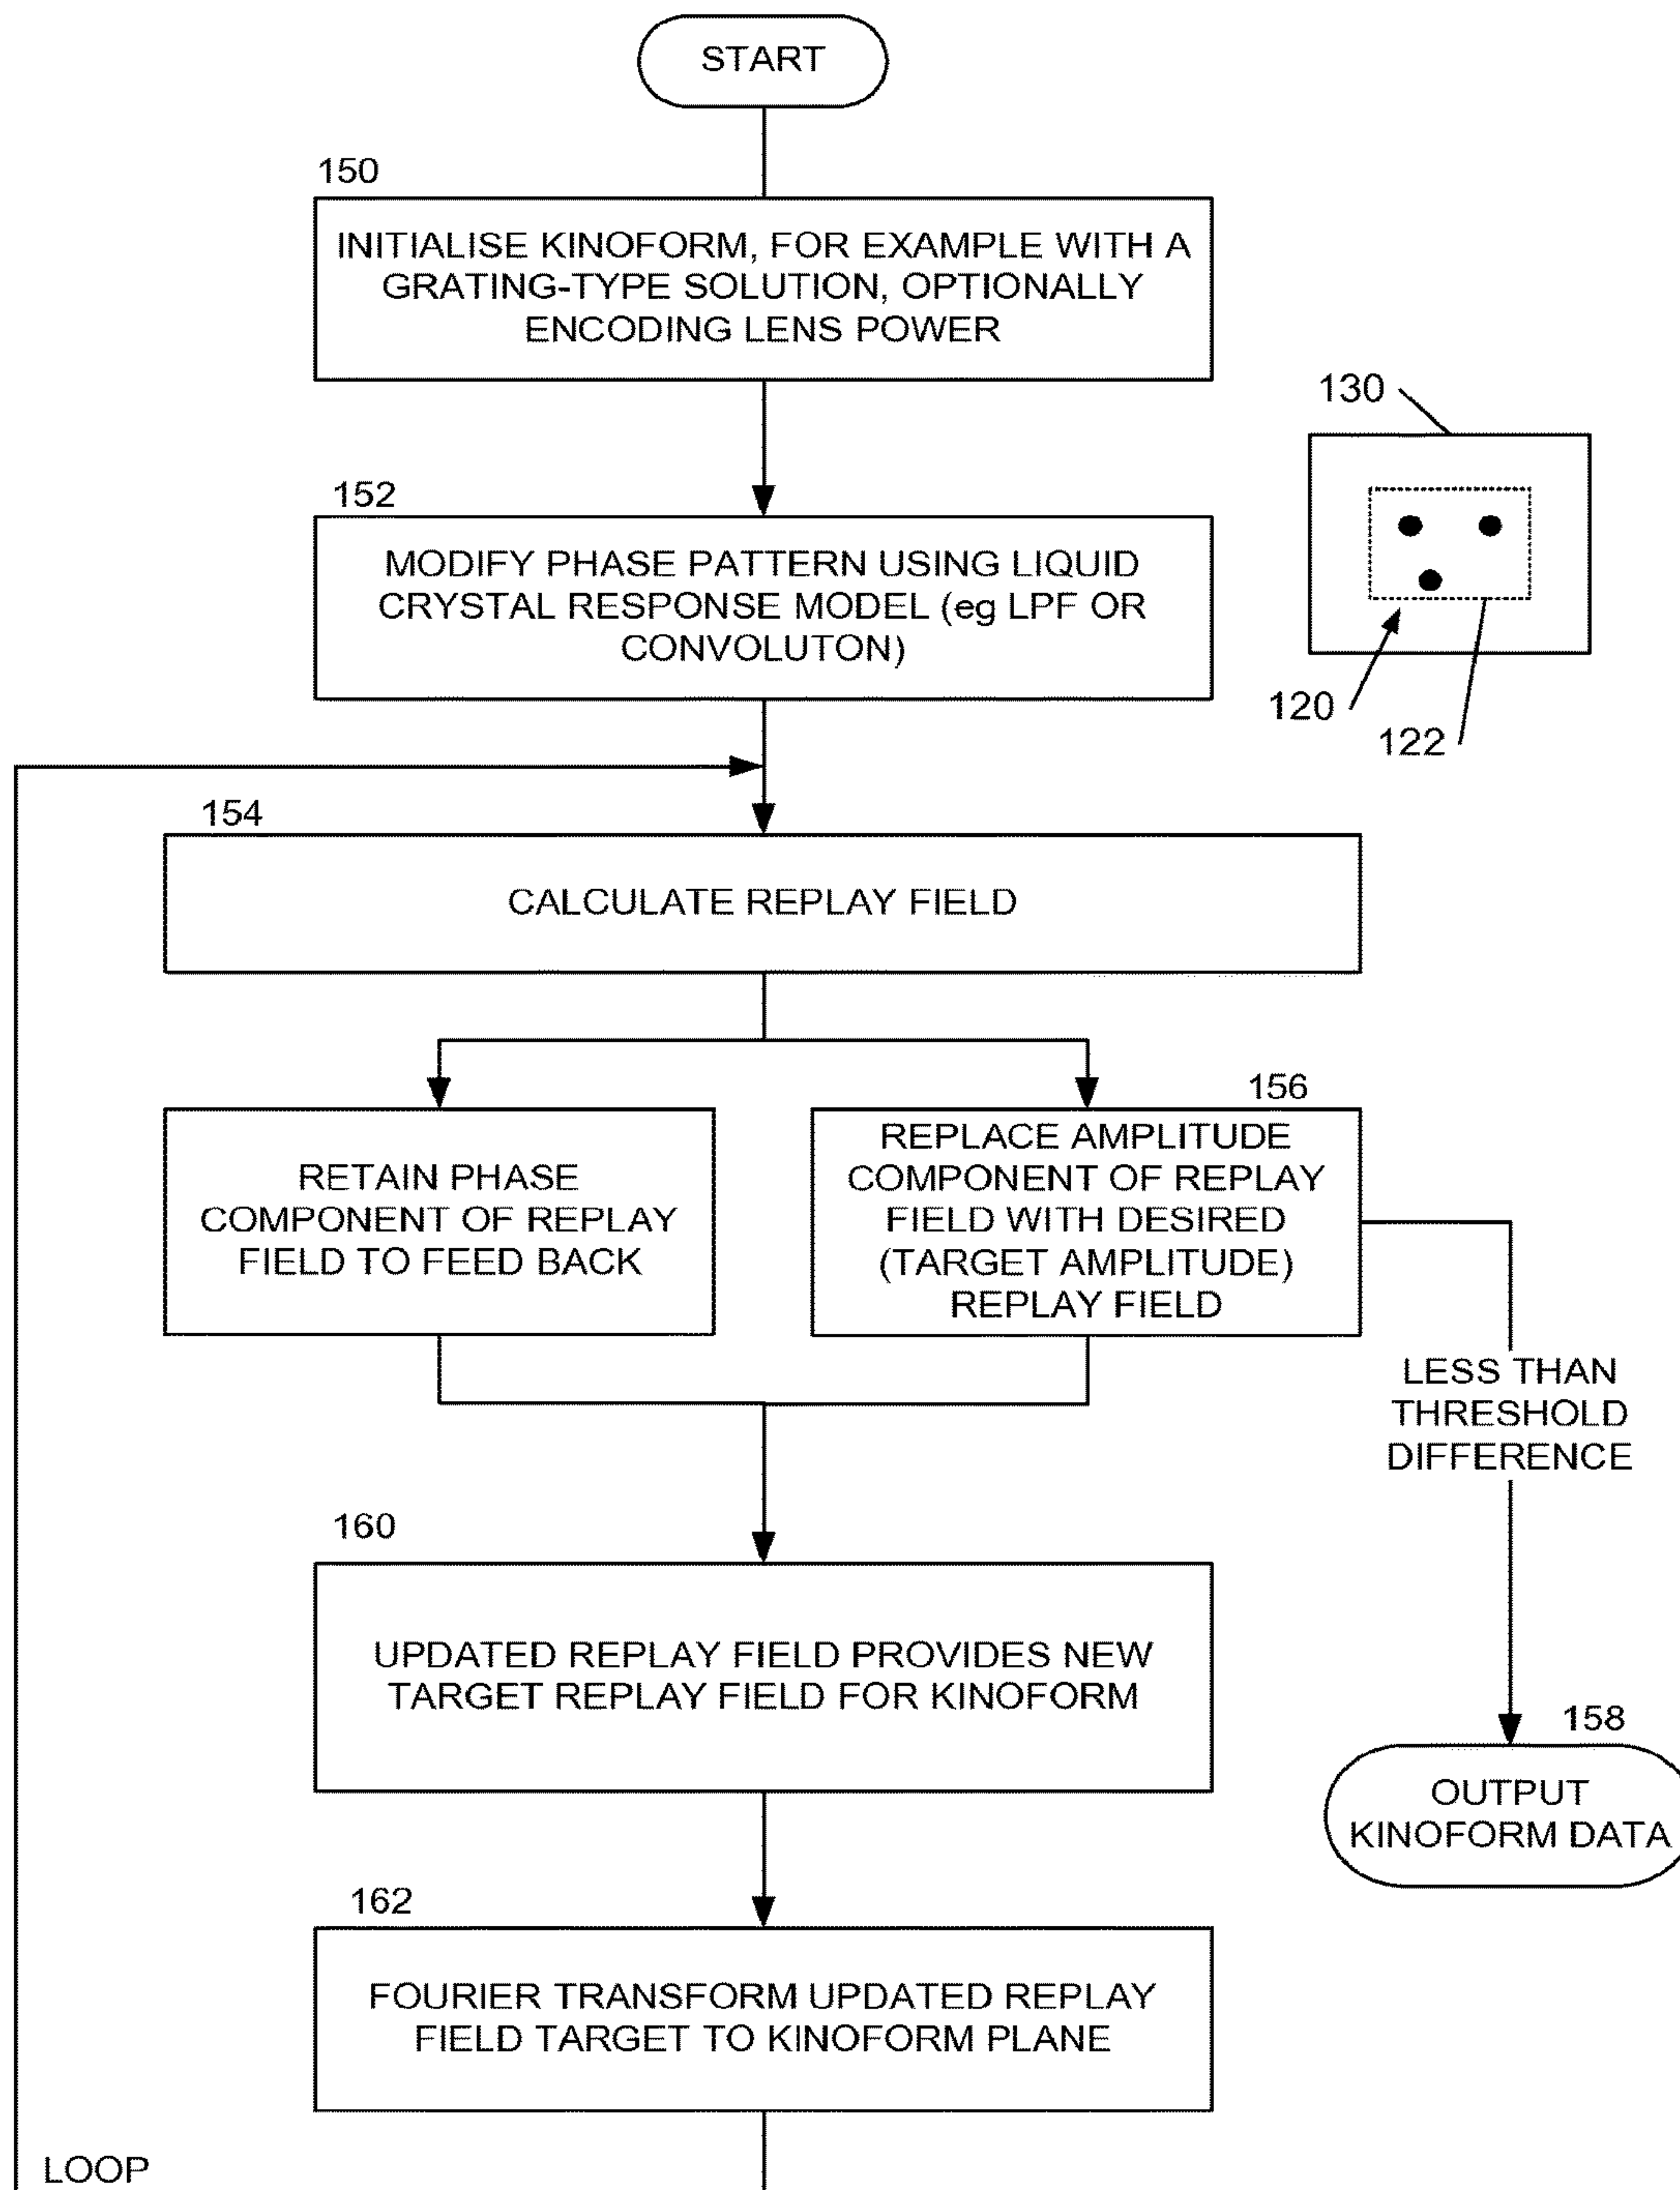 START
150
INITIALISE KINOFORM, FOR EXAMPLE WITH A
GRATING-TYPE SOLUTION, OPTIONALLY
ENCODING LENS POWER
130
152
MODIFY PHASE PATTERN USING LIQUID
CRYSTAL RESPONSE MODEL (eg LPF OR
CONVOLUTON)
120
122
154
CALCULATE REPLAY FIELD
RETAIN PHASE
COMPONENT OF REPLAY
FIELD TO FEED BACK
156
REPLACE AMPLITUDE
COMPONENT OF REPLAY
FIELD WITH DESIRED
(TARGET AMPLITUDE)
REPLAY FIELD
LESS THAN
THRESHOLD
DIFFERENCE
160
UPDATED REPLAY FIELD PROVIDES NEW
TARGET REPLAY FIELD FOR KINOFORM
158
OUTPUT
KINOFORM DATA
162
FOURIER TRANSFORM UPDATED REPLAY
FIELD TARGET TO KINOFORM PLANE
LOOP